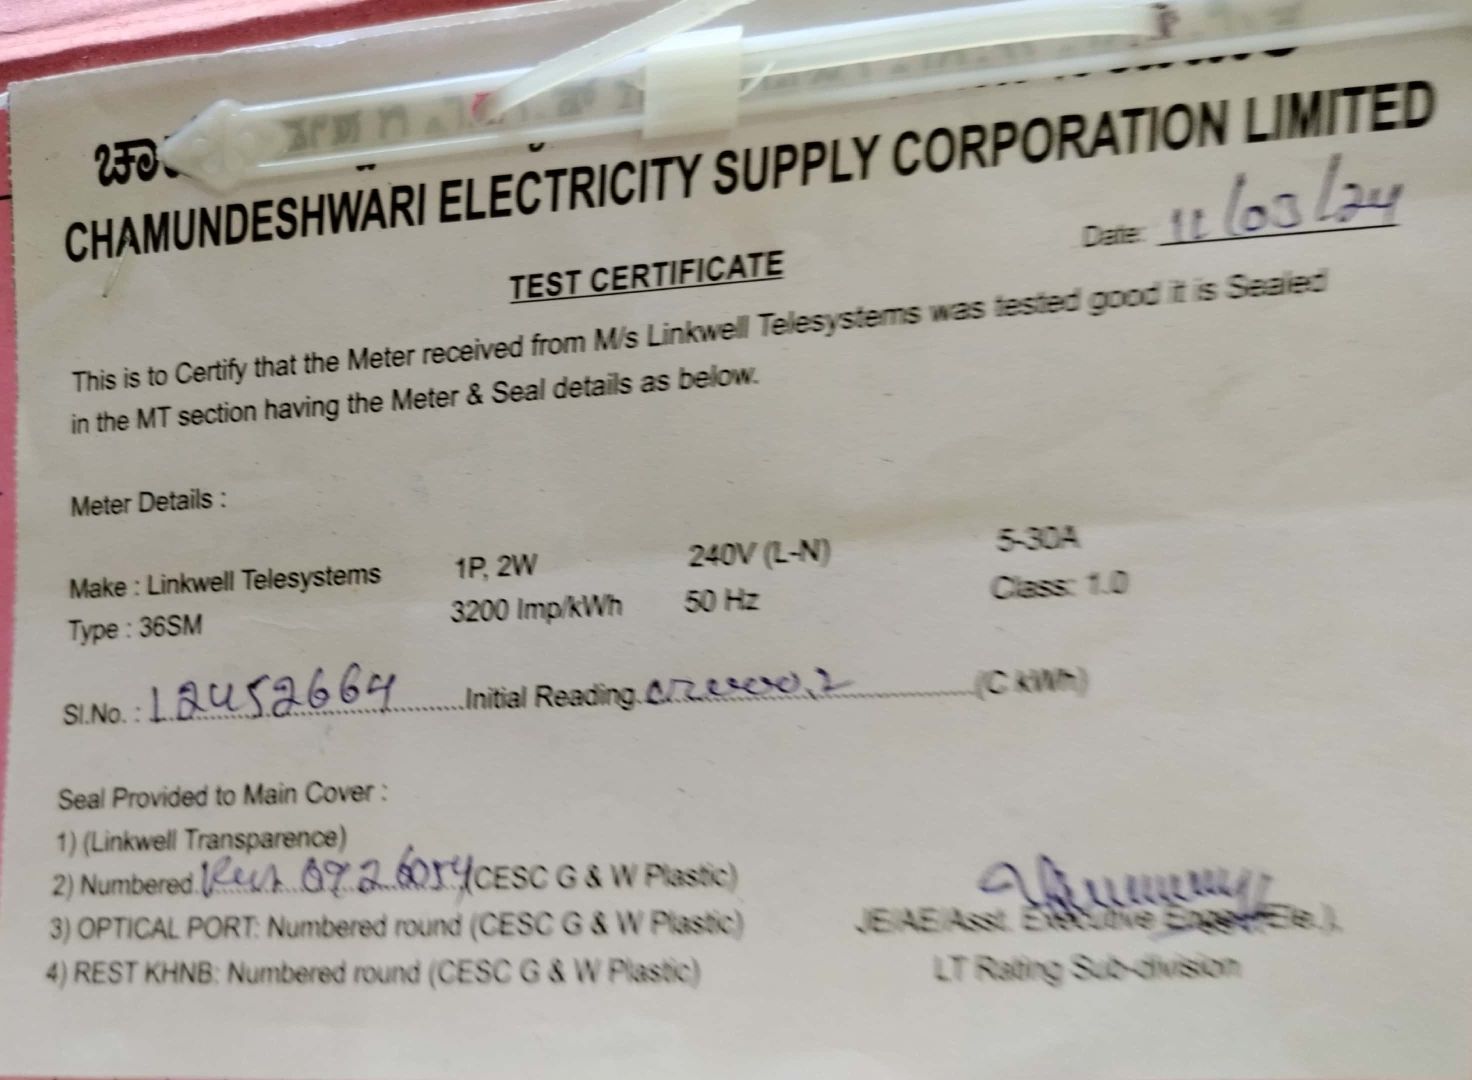 CHAMUNDESHWARI ELECTRICITY SUPPLY CORPORATION LIMITED
Date: 11/03/24
TEST CERTIFICATE
This is to Certify that the Meter received from M/s Linkwell Telesystems was tested good it is Sealed
in the MT section having the Meter & Seal details as below.
Meter Details :
Make : Linkwell Telesystems 1P, 2W 240V (L-N) 5-30A
Type : 36SM 3200 Imp/kWh 50 Hz Class: 1.0
Sl.No. : 12452664 Initial Reading (C kWh)
Seal Provided to Main Cover :
1) (Linkwell Transparence)
2) Numbered 0726054 (CESC G & W Plastic)
3) OPTICAL PORT: Numbered round (CESC G & W Plastic)
JE/AE/Asst. Executive Engg. (Ele.),
4) REST KHNB: Numbered round (CESC G & W Plastic)
LT Rating Sub-division